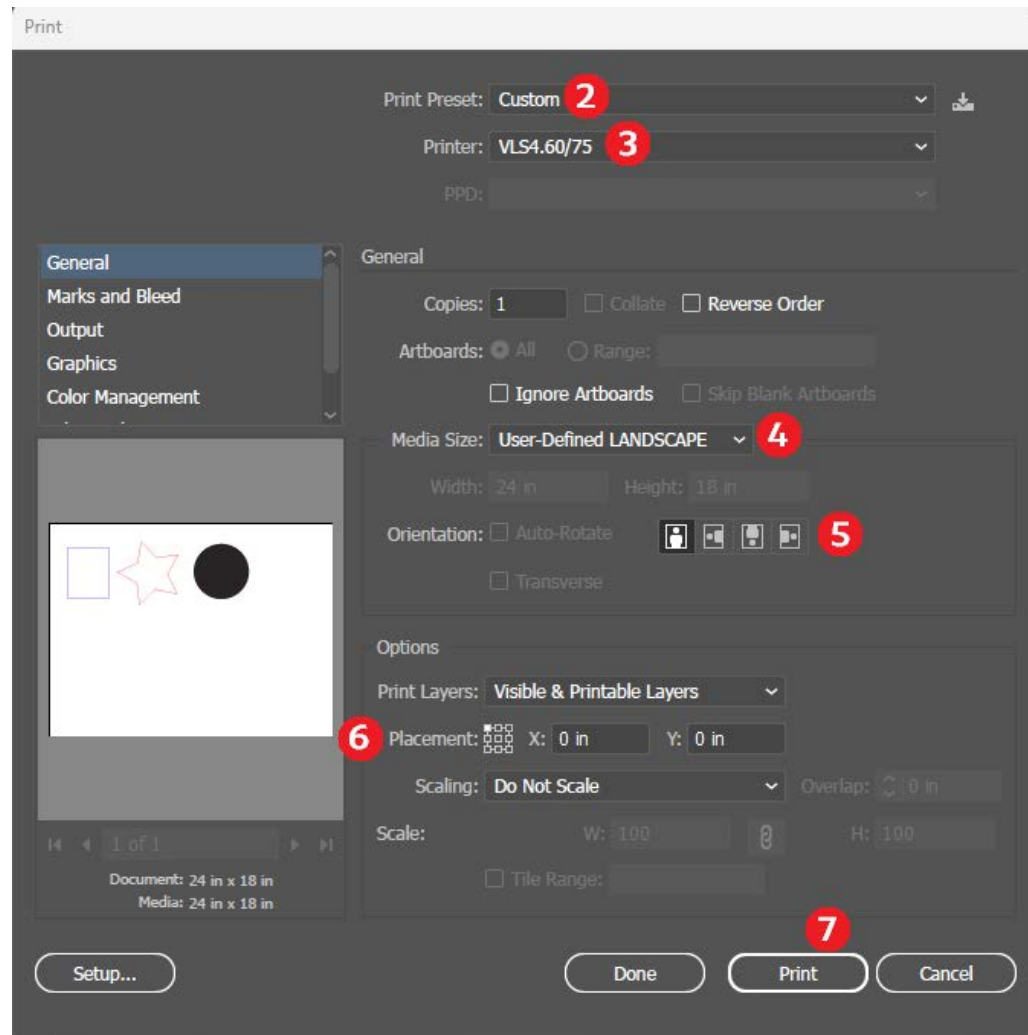 Print
Print Preset: Custom 2
Printer: VLS4.60/75 3
PPD:
General
Marks and Bleed
Output
Graphics
Color Management
General
Copies: 1 Collate Reverse Order
Artboards: All Range:
Ignore Artboards Skip Blank Artboards
Media Size: User-Defined LANDSCAPE 4
Width: 24 in Height: 18 in
Orientation: Auto-Rotate 5
Transverse
Options
Print Layers: Visible & Printable Layers
6 Placement: X: 0 in Y: 0 in
Scaling: Do Not Scale Overlap: 0 in
Scale: W: 100 H: 100
Tile Range:
1 of 1
Document: 24 in x 18 in
Media: 24 in x 18 in
7
Setup... Done Print Cancel